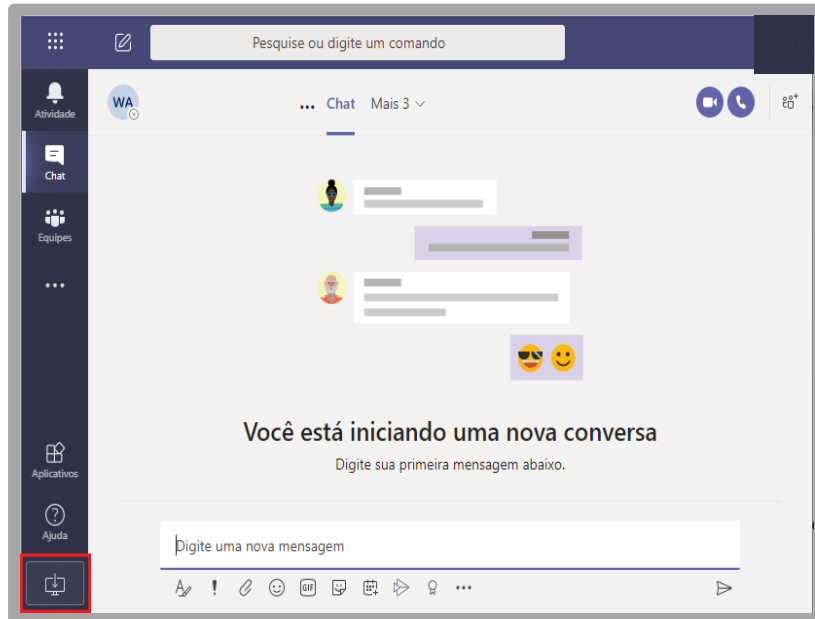 Pesquise ou digite um comando
Atividade
WA
... Chat Mais 3
Chat
Equipes
Você está iniciando uma nova conversa
Digite sua primeira mensagem abaixo.
Aplicativos
Ajuda
Digite uma nova mensagem
GIF